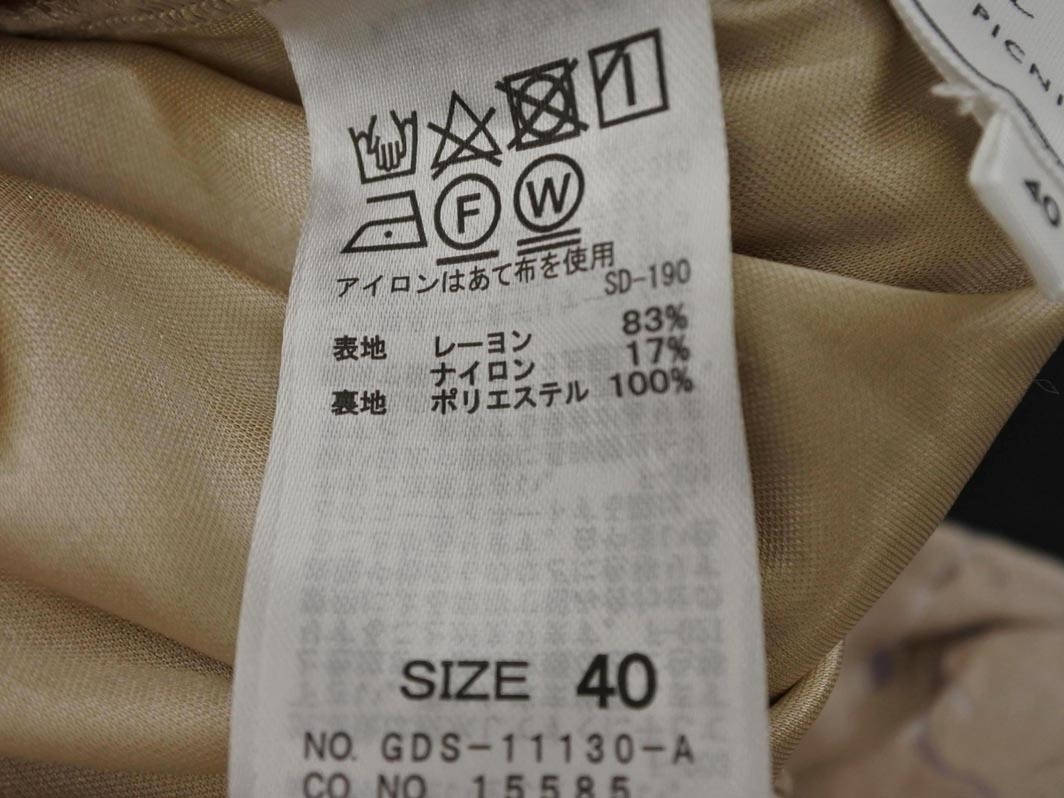 F W
アイロンはあて布を使用
SD-190
表地 レーヨン 83%
ナイロン 17%
裏地 ポリエステル 100%
SIZE 40
NO. GDS-11130-A
CO NO 15585
40